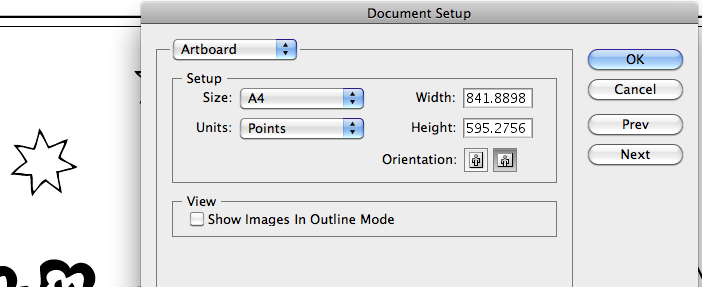 Document Setup
Artboard
OK
Setup
Size: A4 Width: 841.8898
Cancel
Units: Points Height: 595.2756
Prev
Orientation:
Next
View
Show Images In Outline Mode